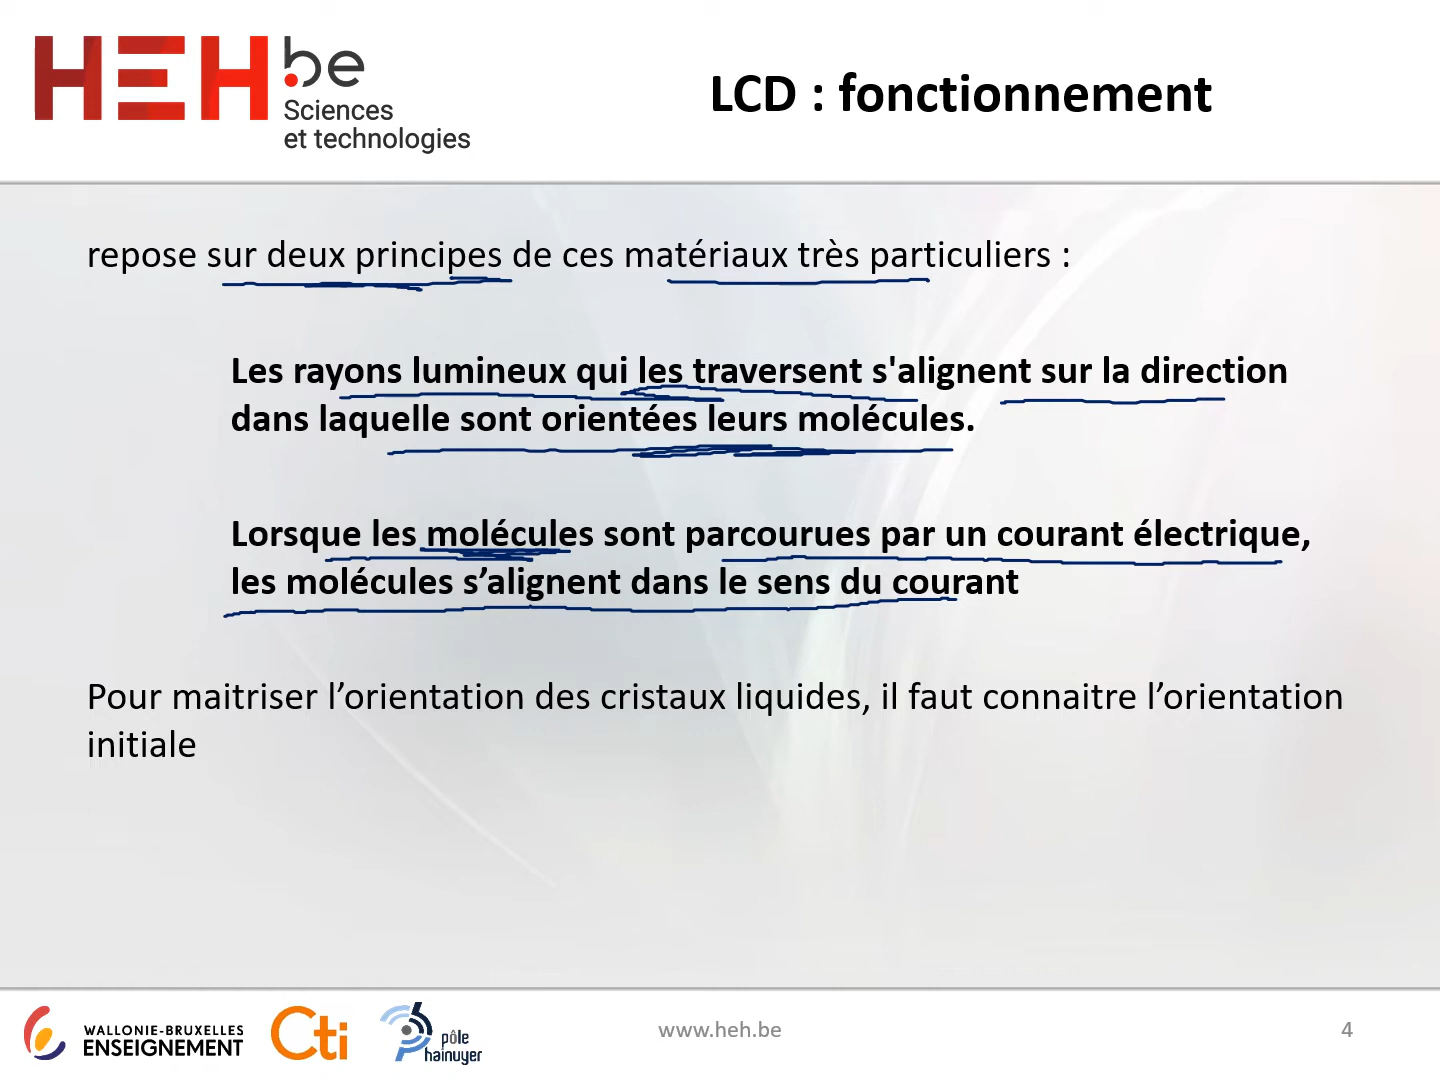 HEH.be
Sciences
et technologies
LCD : fonctionnement
repose sur deux principes de ces matériaux très particuliers :
Les rayons lumineux qui les traversent s'alignent sur la direction
dans laquelle sont orientées leurs molécules.
Lorsque les molécules sont parcourues par un courant électrique,
les molécules s’alignent dans le sens du courant
Pour maitriser l’orientation des cristaux liquides, il faut connaitre l’orientation
initiale
WALLONIE-BRUXELLES
ENSEIGNEMENT
Cti
pôle
hainuyer
www.heh.be
4